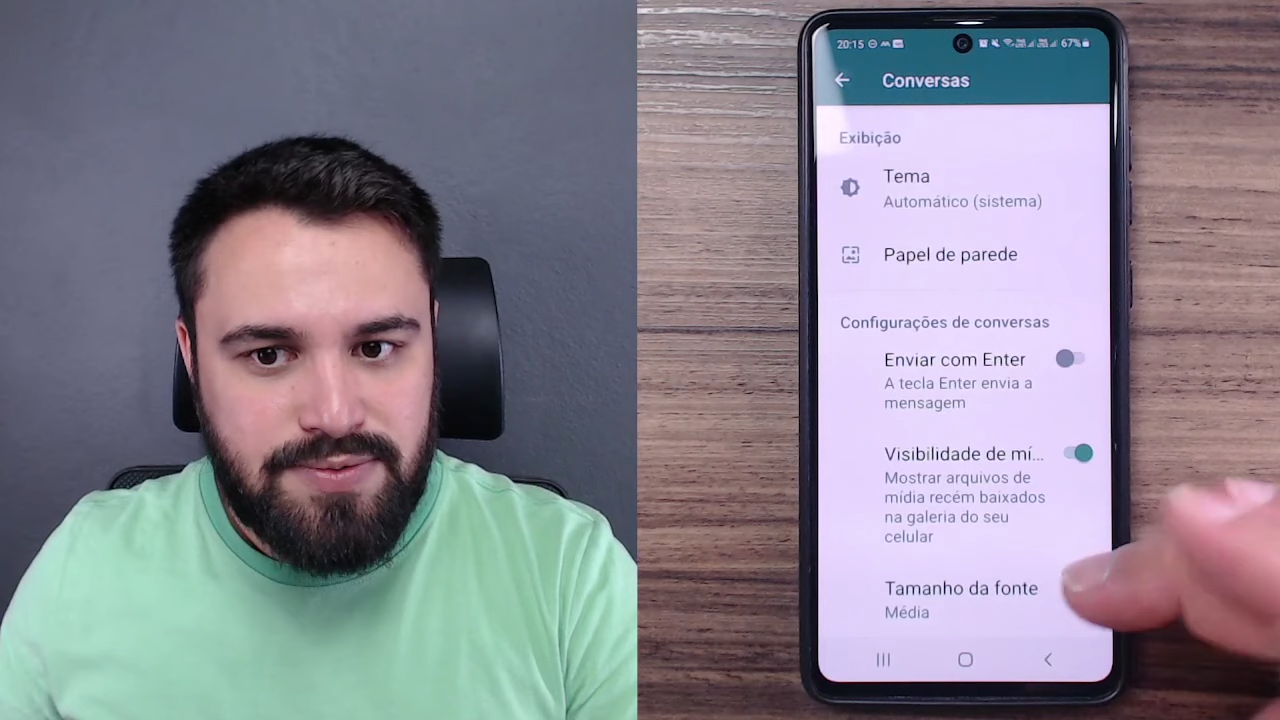 20:15
67%
Conversas
Exibição
Tema
Automático (sistema)
Papel de parede
Configurações de conversas
Enviar com Enter
A tecla Enter envia a
mensagem
Visibilidade de mí...
Mostrar arquivos de
mídia recém baixados
na galeria do seu
celular
Tamanho da fonte
Média